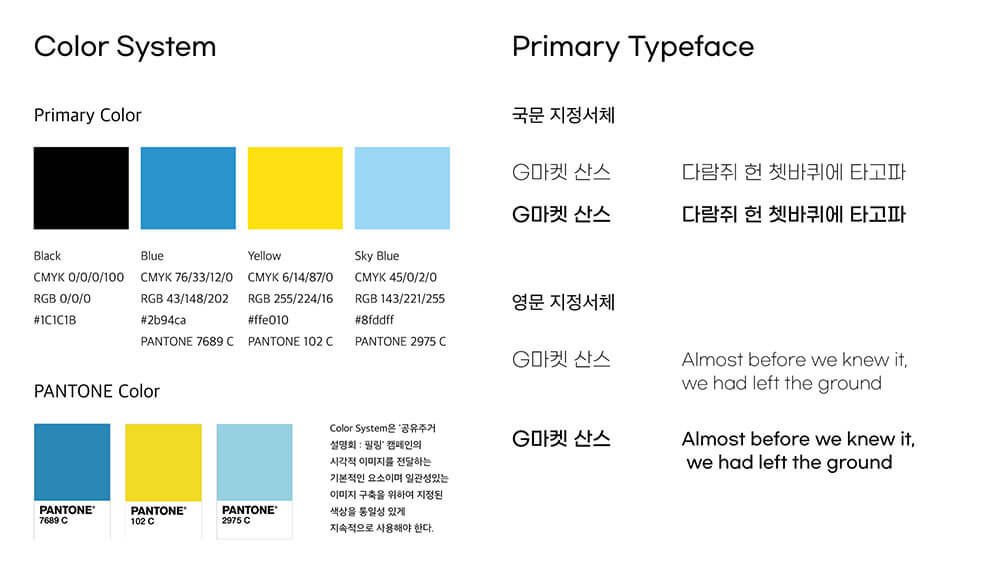 Color System
Primary Color
Black
CMYK 0/0/0/100
RGB 0/0/0
#1C1C1B
Blue
CMYK 76/33/12/0
RGB 43/148/202
#2b94ca
PANTONE 7689 C
Yellow
CMYK 6/14/87/0
RGB 255/224/16
#ffe010
PANTONE 102 C
Sky Blue
CMYK 45/0/2/0
RGB 143/221/255
#8fddff
PANTONE 2975 C
PANTONE Color
PANTONE®
7689 C
PANTONE®
102 C
PANTONE®
2975 C
Color System은 '공유주거
설명회 : 필링' 캠페인의
시각적 이미지를 전달하는
기본적인 요소이며 일관성있는
이미지 구축을 위하여 지정된
색상을 통일성 있게
지속적으로 사용해야 한다.
Primary Typeface
국문 지정서체
G마켓 산스
다람쥐 헌 쳇바퀴에 타고파
G마켓 산스
다람쥐 헌 쳇바퀴에 타고파
영문 지정서체
G마켓 산스
Almost before we knew it,
we had left the ground
G마켓 산스
Almost before we knew it,
we had left the ground